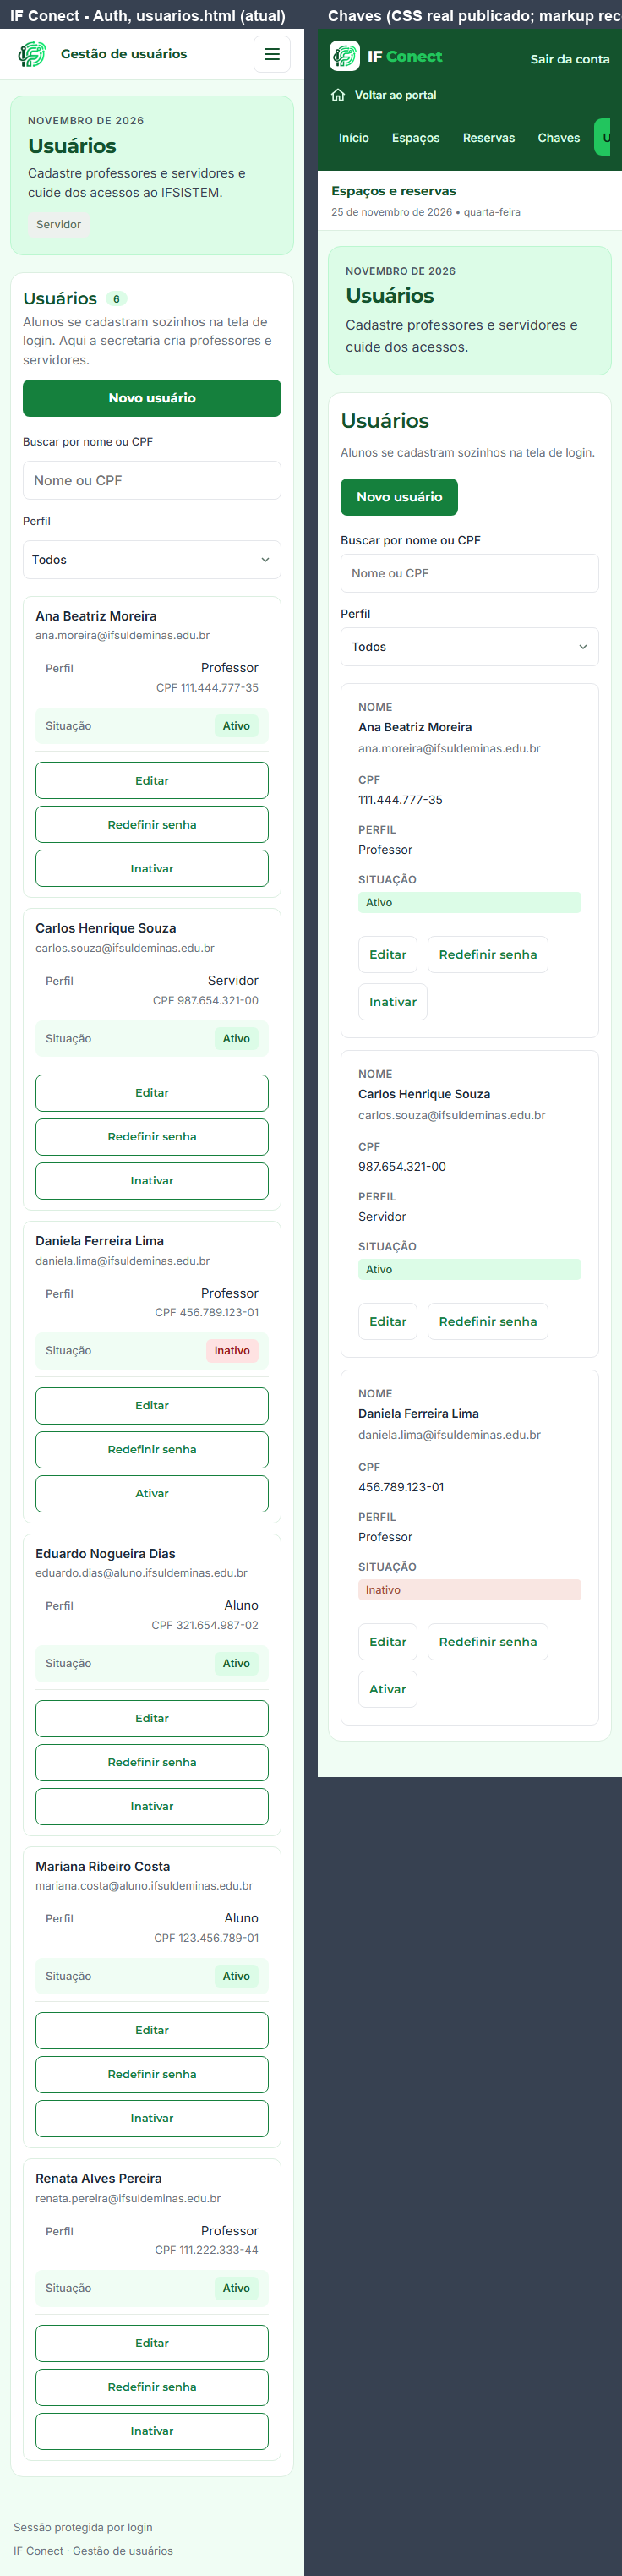 IF Conect - Auth, usuarios.html (atual)
Gestão de usuários
NOVEMBRO DE 2026
Usuários
Cadastre professores e servidores e
cuide dos acessos ao IFSISTEM.
Servidor
Usuários 6
Alunos se cadastram sozinhos na tela de
login. Aqui a secretaria cria professores e
servidores.
Novo usuário
Buscar por nome ou CPF
Nome ou CPF
Perfil
Todos
Ana Beatriz Moreira
ana.moreira@ifsuldeminas.edu.br
Perfil Professor
CPF 111.444.777-35
Situação Ativo
Editar
Redefinir senha
Inativar
Carlos Henrique Souza
carlos.souza@ifsuldeminas.edu.br
Perfil Servidor
CPF 987.654.321-00
Situação Ativo
Editar
Redefinir senha
Inativar
Daniela Ferreira Lima
daniela.lima@ifsuldeminas.edu.br
Perfil Professor
CPF 456.789.123-01
Situação Inativo
Editar
Redefinir senha
Ativar
Eduardo Nogueira Dias
eduardo.dias@aluno.ifsuldeminas.edu.br
Perfil Aluno
CPF 321.654.987-02
Situação Ativo
Editar
Redefinir senha
Inativar
Mariana Ribeiro Costa
mariana.costa@aluno.ifsuldeminas.edu.br
Perfil Aluno
CPF 123.456.789-01
Situação Ativo
Editar
Redefinir senha
Inativar
Renata Alves Pereira
renata.pereira@ifsuldeminas.edu.br
Perfil Professor
CPF 111.222.333-44
Situação Ativo
Editar
Redefinir senha
Inativar
Sessão protegida por login
IF Conect · Gestão de usuários
Chaves (CSS real publicado; markup rec
IF Conect
Sair da conta
Voltar ao portal
Início Espaços Reservas Chaves U
Espaços e reservas
25 de novembro de 2026 • quarta-feira
NOVEMBRO DE 2026
Usuários
Cadastre professores e servidores e
cuide dos acessos.
Usuários
Alunos se cadastram sozinhos na tela de login.
Novo usuário
Buscar por nome ou CPF
Nome ou CPF
Perfil
Todos
NOME
Ana Beatriz Moreira
ana.moreira@ifsuldeminas.edu.br
CPF
111.444.777-35
PERFIL
Professor
SITUAÇÃO
Ativo
Editar Redefinir senha
Inativar
NOME
Carlos Henrique Souza
carlos.souza@ifsuldeminas.edu.br
CPF
987.654.321-00
PERFIL
Servidor
SITUAÇÃO
Ativo
Editar Redefinir senha
NOME
Daniela Ferreira Lima
daniela.lima@ifsuldeminas.edu.br
CPF
456.789.123-01
PERFIL
Professor
SITUAÇÃO
Inativo
Editar Redefinir senha
Ativar